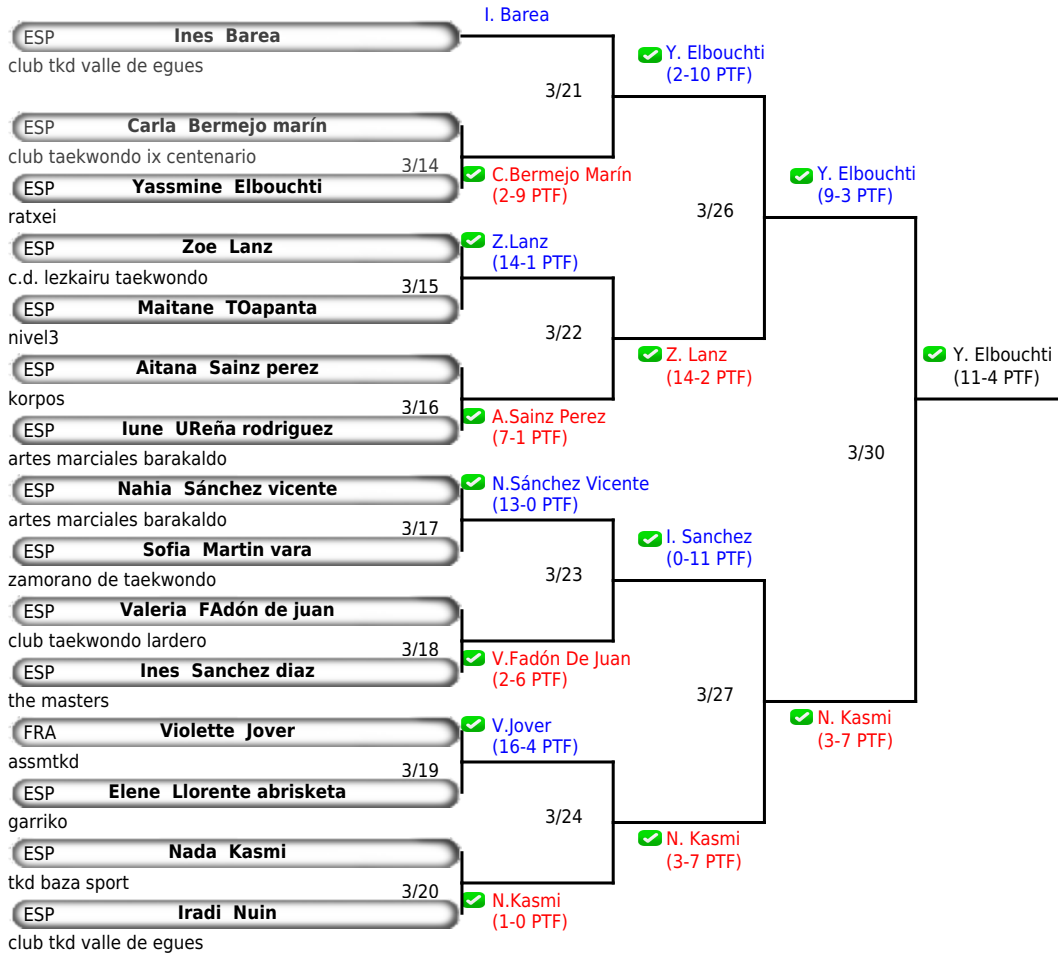 I. Barea
ESP Ines Barea
club tkd valle de egues
Y. Elbouchti
(2-10 PTF)
3/21
ESP Carla Bermejo marín
club taekwondo ix centenario
3/14
C.Bermejo Marín
(2-9 PTF)
Y. Elbouchti
(9-3 PTF)
ESP Yassmine Elbouchti
ratxei
3/26
ESP Zoe Lanz
Z.Lanz
(14-1 PTF)
c.d. lezkairu taekwondo
3/15
ESP Maitane TOapanta
nivel3
3/22
ESP Aitana Sainz perez
Z. Lanz
(14-2 PTF)
Y. Elbouchti
(11-4 PTF)
korpos
3/16
A.Sainz Perez
(7-1 PTF)
ESP Iune UReña rodriguez
artes marciales barakaldo
3/30
ESP Nahia Sánchez vicente
N.Sánchez Vicente
(13-0 PTF)
artes marciales barakaldo
3/17
ESP Sofia Martin vara
I. Sanchez
(0-11 PTF)
zamorano de taekwondo
3/23
ESP Valeria FAdón de juan
club taekwondo lardero
3/18
V.Fadón De Juan
(2-6 PTF)
ESP Ines Sanchez diaz
the masters
3/27
FRA Violette Jover
V.Jover
(16-4 PTF)
N. Kasmi
(3-7 PTF)
assmtkd
3/19
ESP Elene Llorente abrisketa
garriko
3/24
ESP Nada Kasmi
N. Kasmi
(3-7 PTF)
tkd baza sport
3/20
N.Kasmi
(1-0 PTF)
ESP Iradi Nuin
club tkd valle de egues